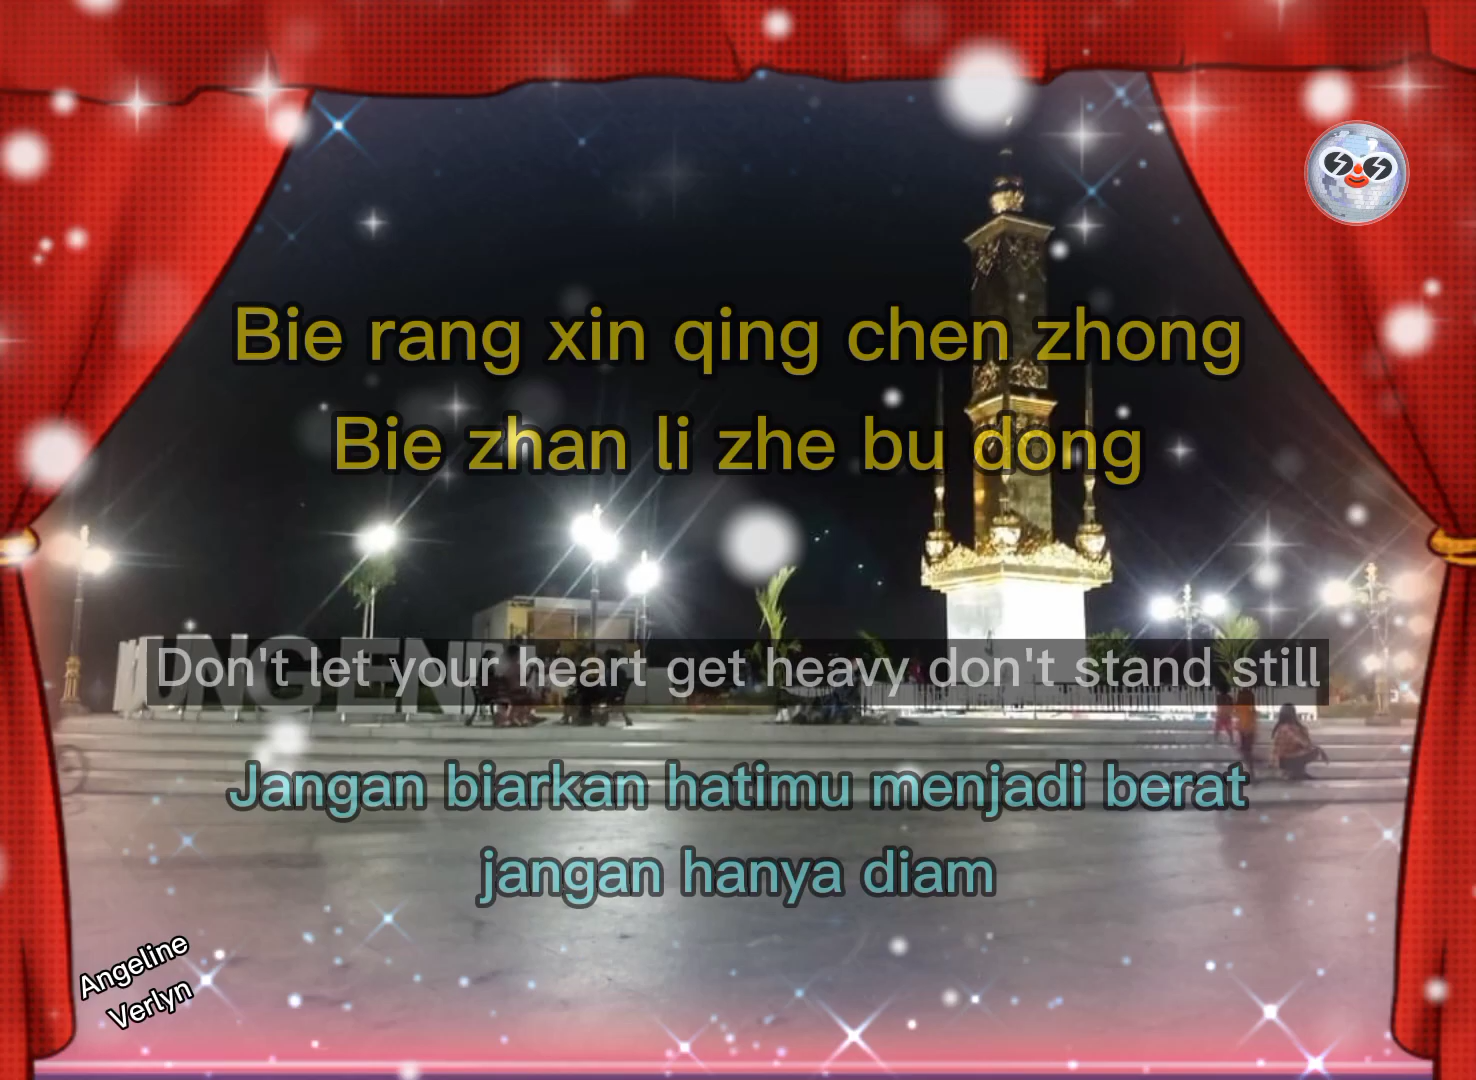 Bie rang xin qing chen zhong
Bie zhan li zhe bu dong
Don't let your heart get heavy don't stand still
Jangan biarkan hatimu menjadi berat
jangan hanya diam
Angeline
Verlyn